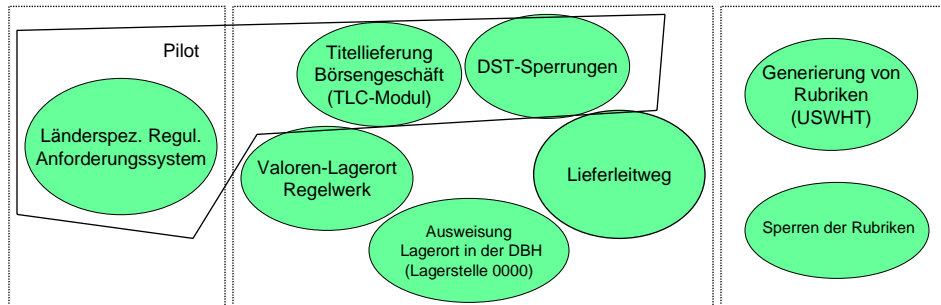 Pilot
Länderspez. Regul.
Anforderungssystem
Titellieferung
Börsengeschäft
(TLC-Modul)
DST-Sperrungen
Valoren-Lagerort
Regelwerk
Lieferleitweg
Ausweisung
Lagerort in der DBH
(Lagerstelle 0000)
Generierung von
Rubriken
(USWHT)
Sperren der Rubriken